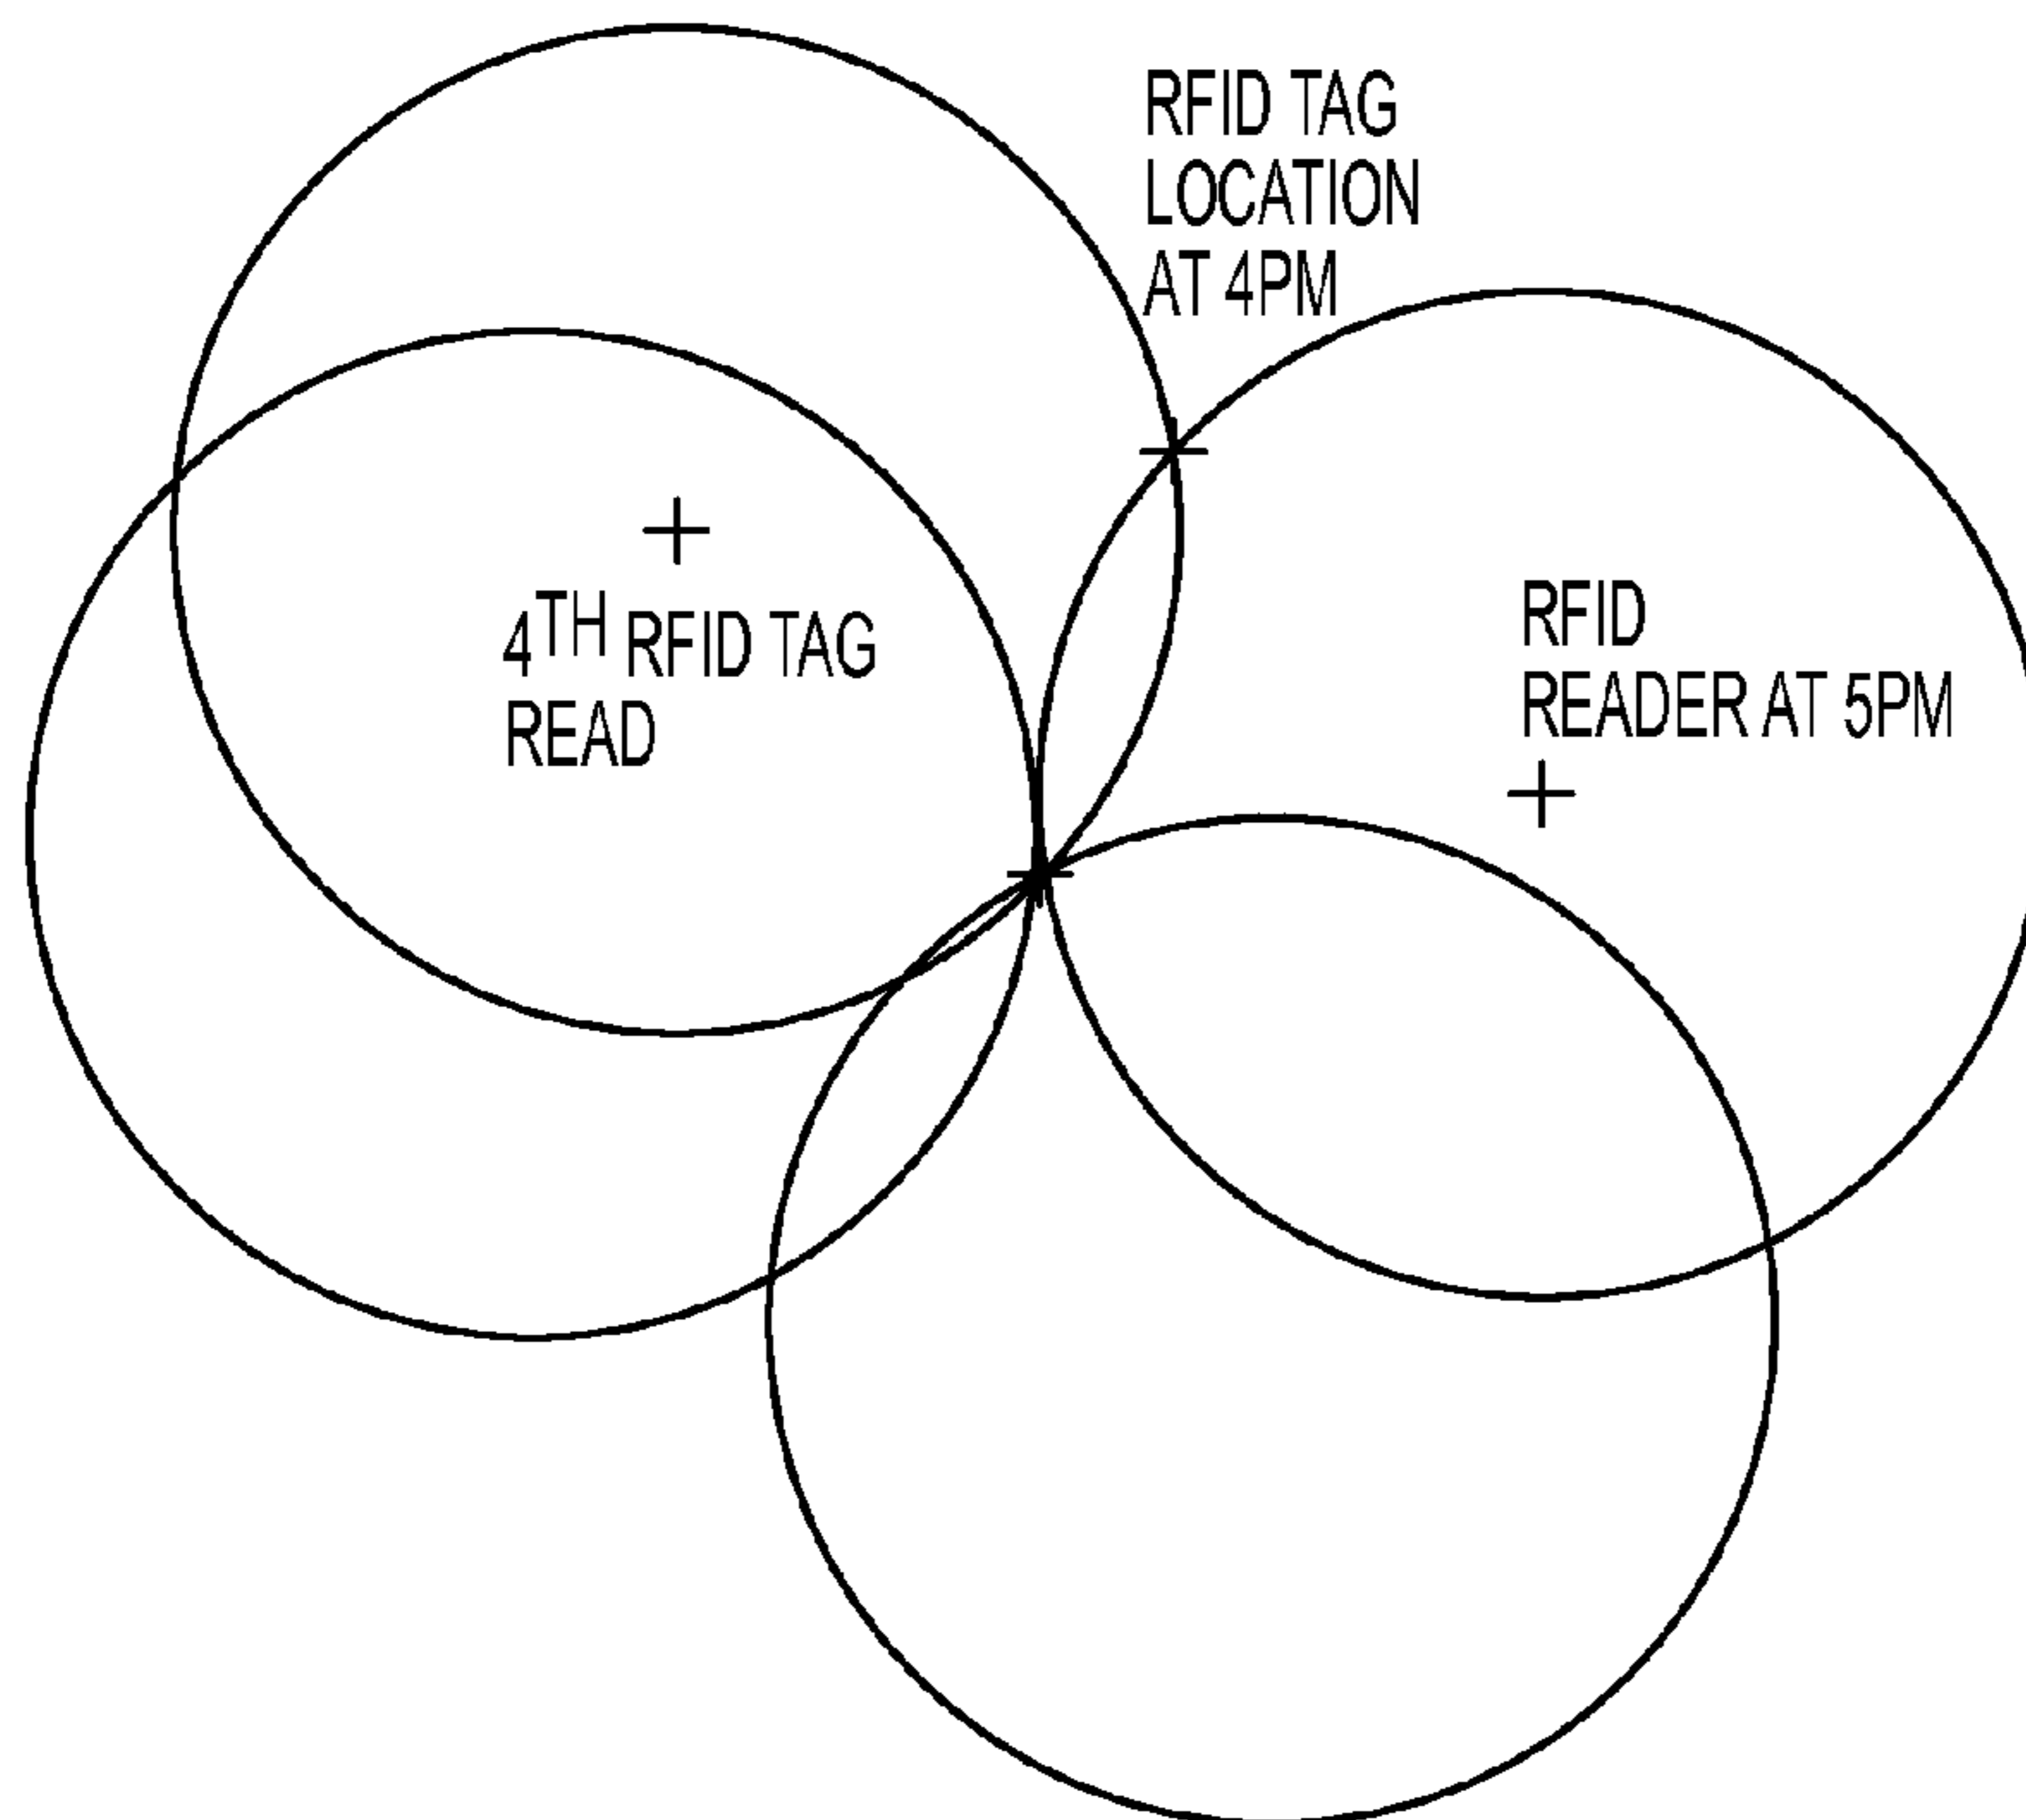 RFID TAG
LOCATION
AT 4PM
4TH RFID TAG
READ
RFID
READER AT 5PM